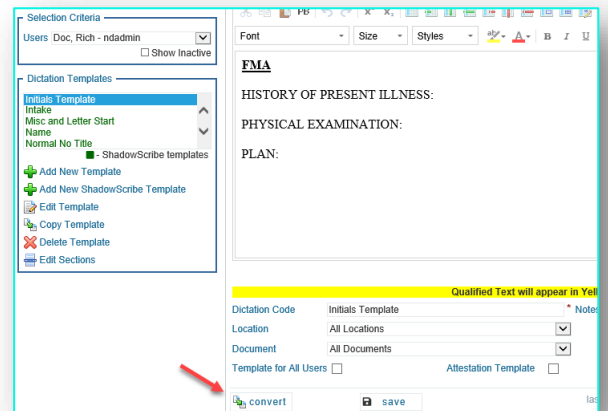 Selection Criteria
Users Doc, Rich - ndadmin
Show Inactive
Dictation Templates
Initials Template
Intake
Misc and Letter Start
Name
Normal No Title
- ShadowScribe templates
Add New Template
Add New ShadowScribe Template
Edit Template
Copy Template
Delete Template
Edit Sections
Font Size Styles B I U
FMA
HISTORY OF PRESENT ILLNESS:
PHYSICAL EXAMINATION:
PLAN:
Qualified Text will appear in Yell
Dictation Code Initials Template * Notes
Location All Locations
Document All Documents
Template for All Users Attestation Template
convert save las